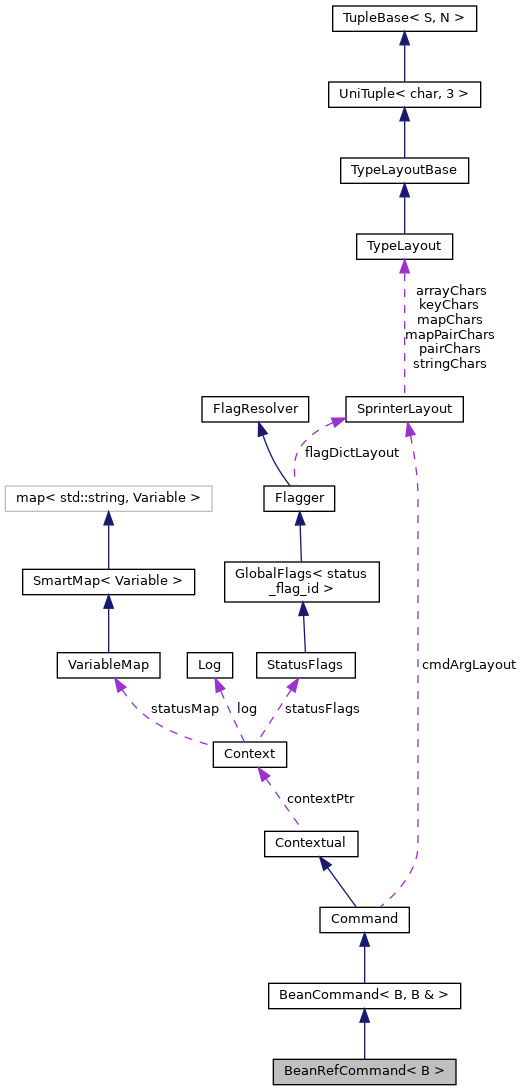 TupleBase< S, N >
UniTuple< char, 3 >
TypeLayoutBase
TypeLayout
arrayChars
keyChars
mapChars
mapPairChars
pairChars
stringChars
FlagResolver
SprinterLayout
flagDictLayout
map< std::string, Variable >
Flagger
SmartMap< Variable >
GlobalFlags< status
_flag_id >
VariableMap
Log
StatusFlags
cmdArgLayout
statusMap
log
statusFlags
Context
contextPtr
Contextual
Command
BeanCommand< B, B & >
BeanRefCommand< B >